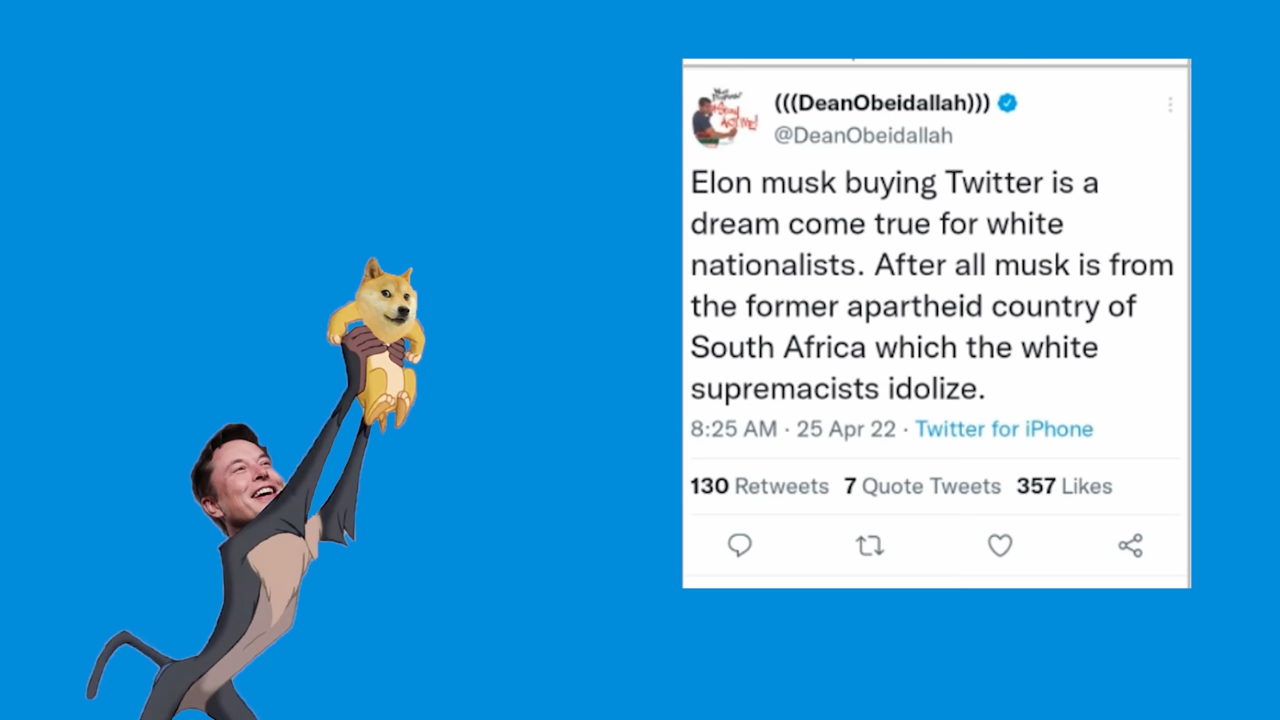 (((DeanObeidallah)))
@DeanObeidallah
Elon musk buying Twitter is a
dream come true for white
nationalists. After all musk is from
the former apartheid country of
South Africa which the white
supremacists idolize.
8:25 AM · 25 Apr 22 · Twitter for iPhone
130 Retweets 7 Quote Tweets 357 Likes